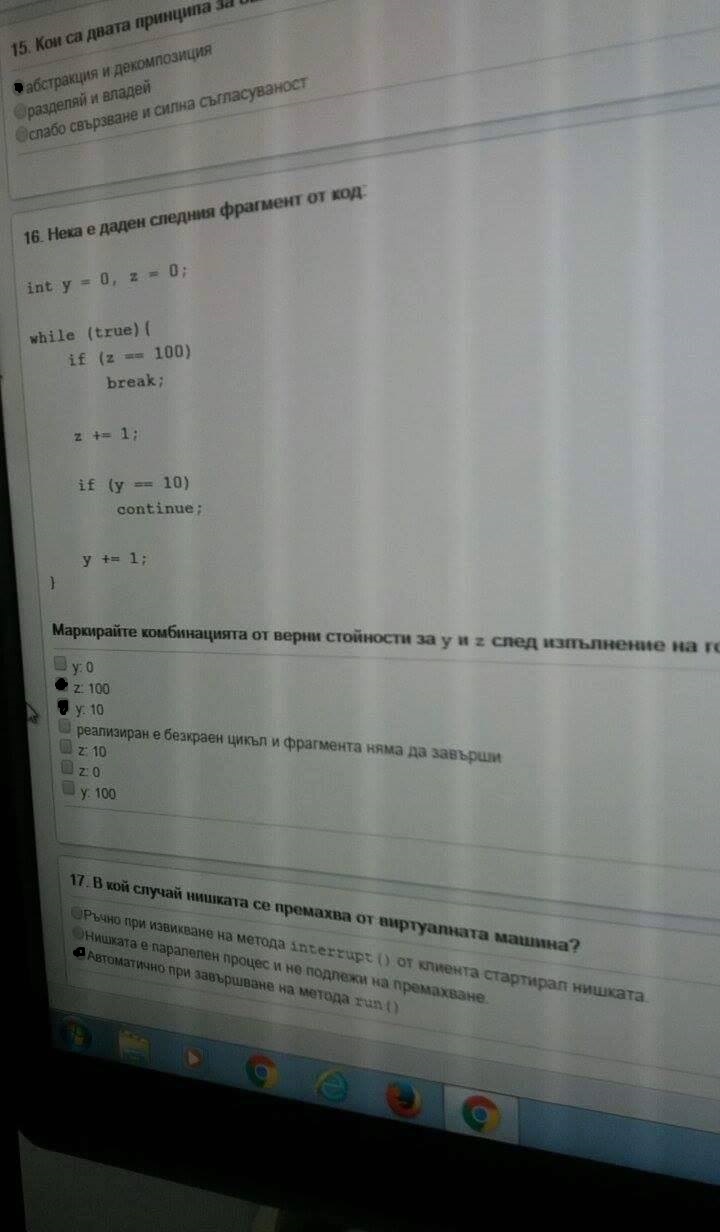 15. Кои са двата принципа за
абстракция и декомпозиция
разделяй и владей
слабо свързване и силна съгласуваност
16. Нека е даден следния фрагмент от код:
int y = 0, z = 0;
while (true){
if (z == 100)
break;
z += 1;
if (y == 10)
continue;
y += 1;
}
Маркирайте комбинацията от верни стойности за y и z след изпълнение на
y: 0
z: 100
y: 10
реализиран е безкраен цикъл и фрагмента няма да завърши
z: 10
z: 0
y: 100
17. В кой случай нишката се премахва от виртуалната машина?
Ръчно при извикване на метода interrupt() от клиента стартирал нишката.
Нишката е паралелен процес и не подлежи на премахване.
Автоматично при завършване на метода run()